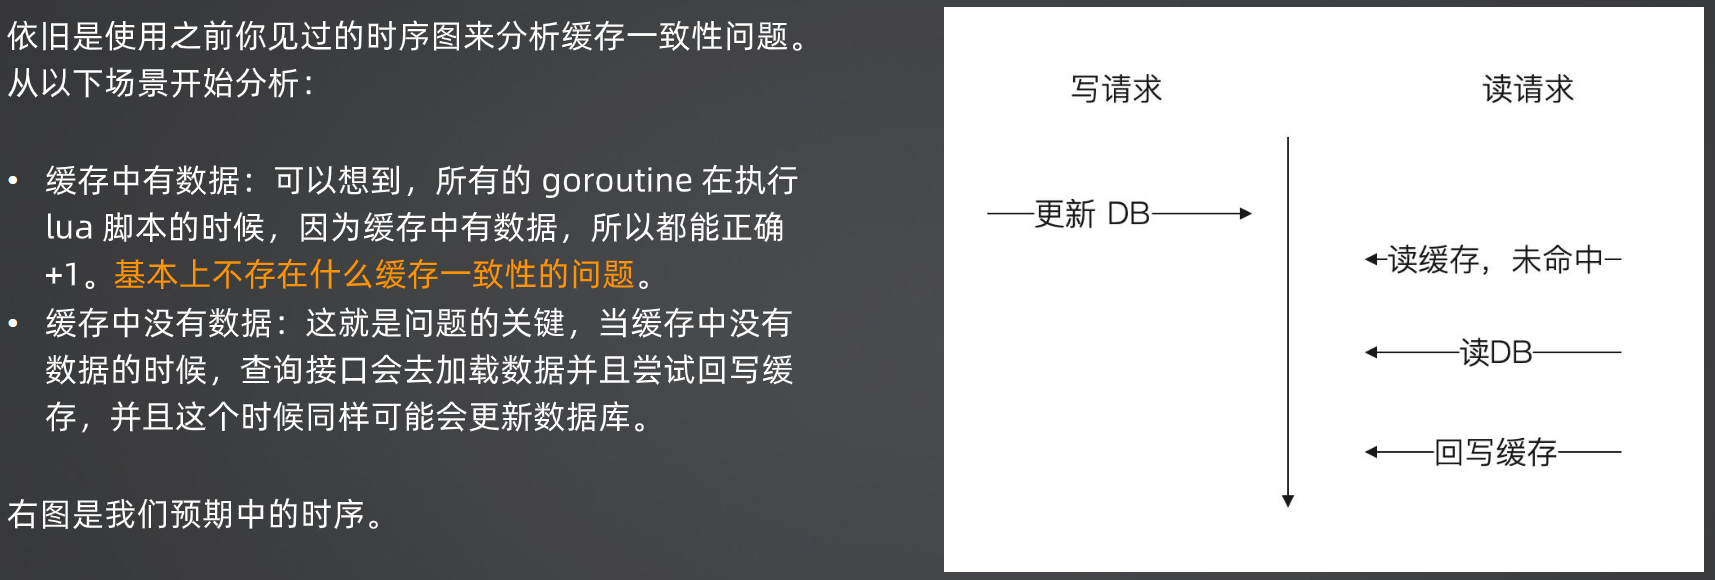 依旧是使用之前你见过的时序图来分析缓存一致性问题。
从以下场景开始分析：
• 缓存中有数据：可以想到，所有的 goroutine 在执行
lua 脚本的时候，因为缓存中有数据，所以都能正确
+1。基本上不存在什么缓存一致性的问题。
• 缓存中没有数据：这就是问题的关键，当缓存中没有
数据的时候，查询接口会去加载数据并且尝试回写缓
存，并且这个时候同样可能会更新数据库。
右图是我们预期中的时序。
写请求
读请求
更新 DB
读缓存，未命中
读DB
回写缓存